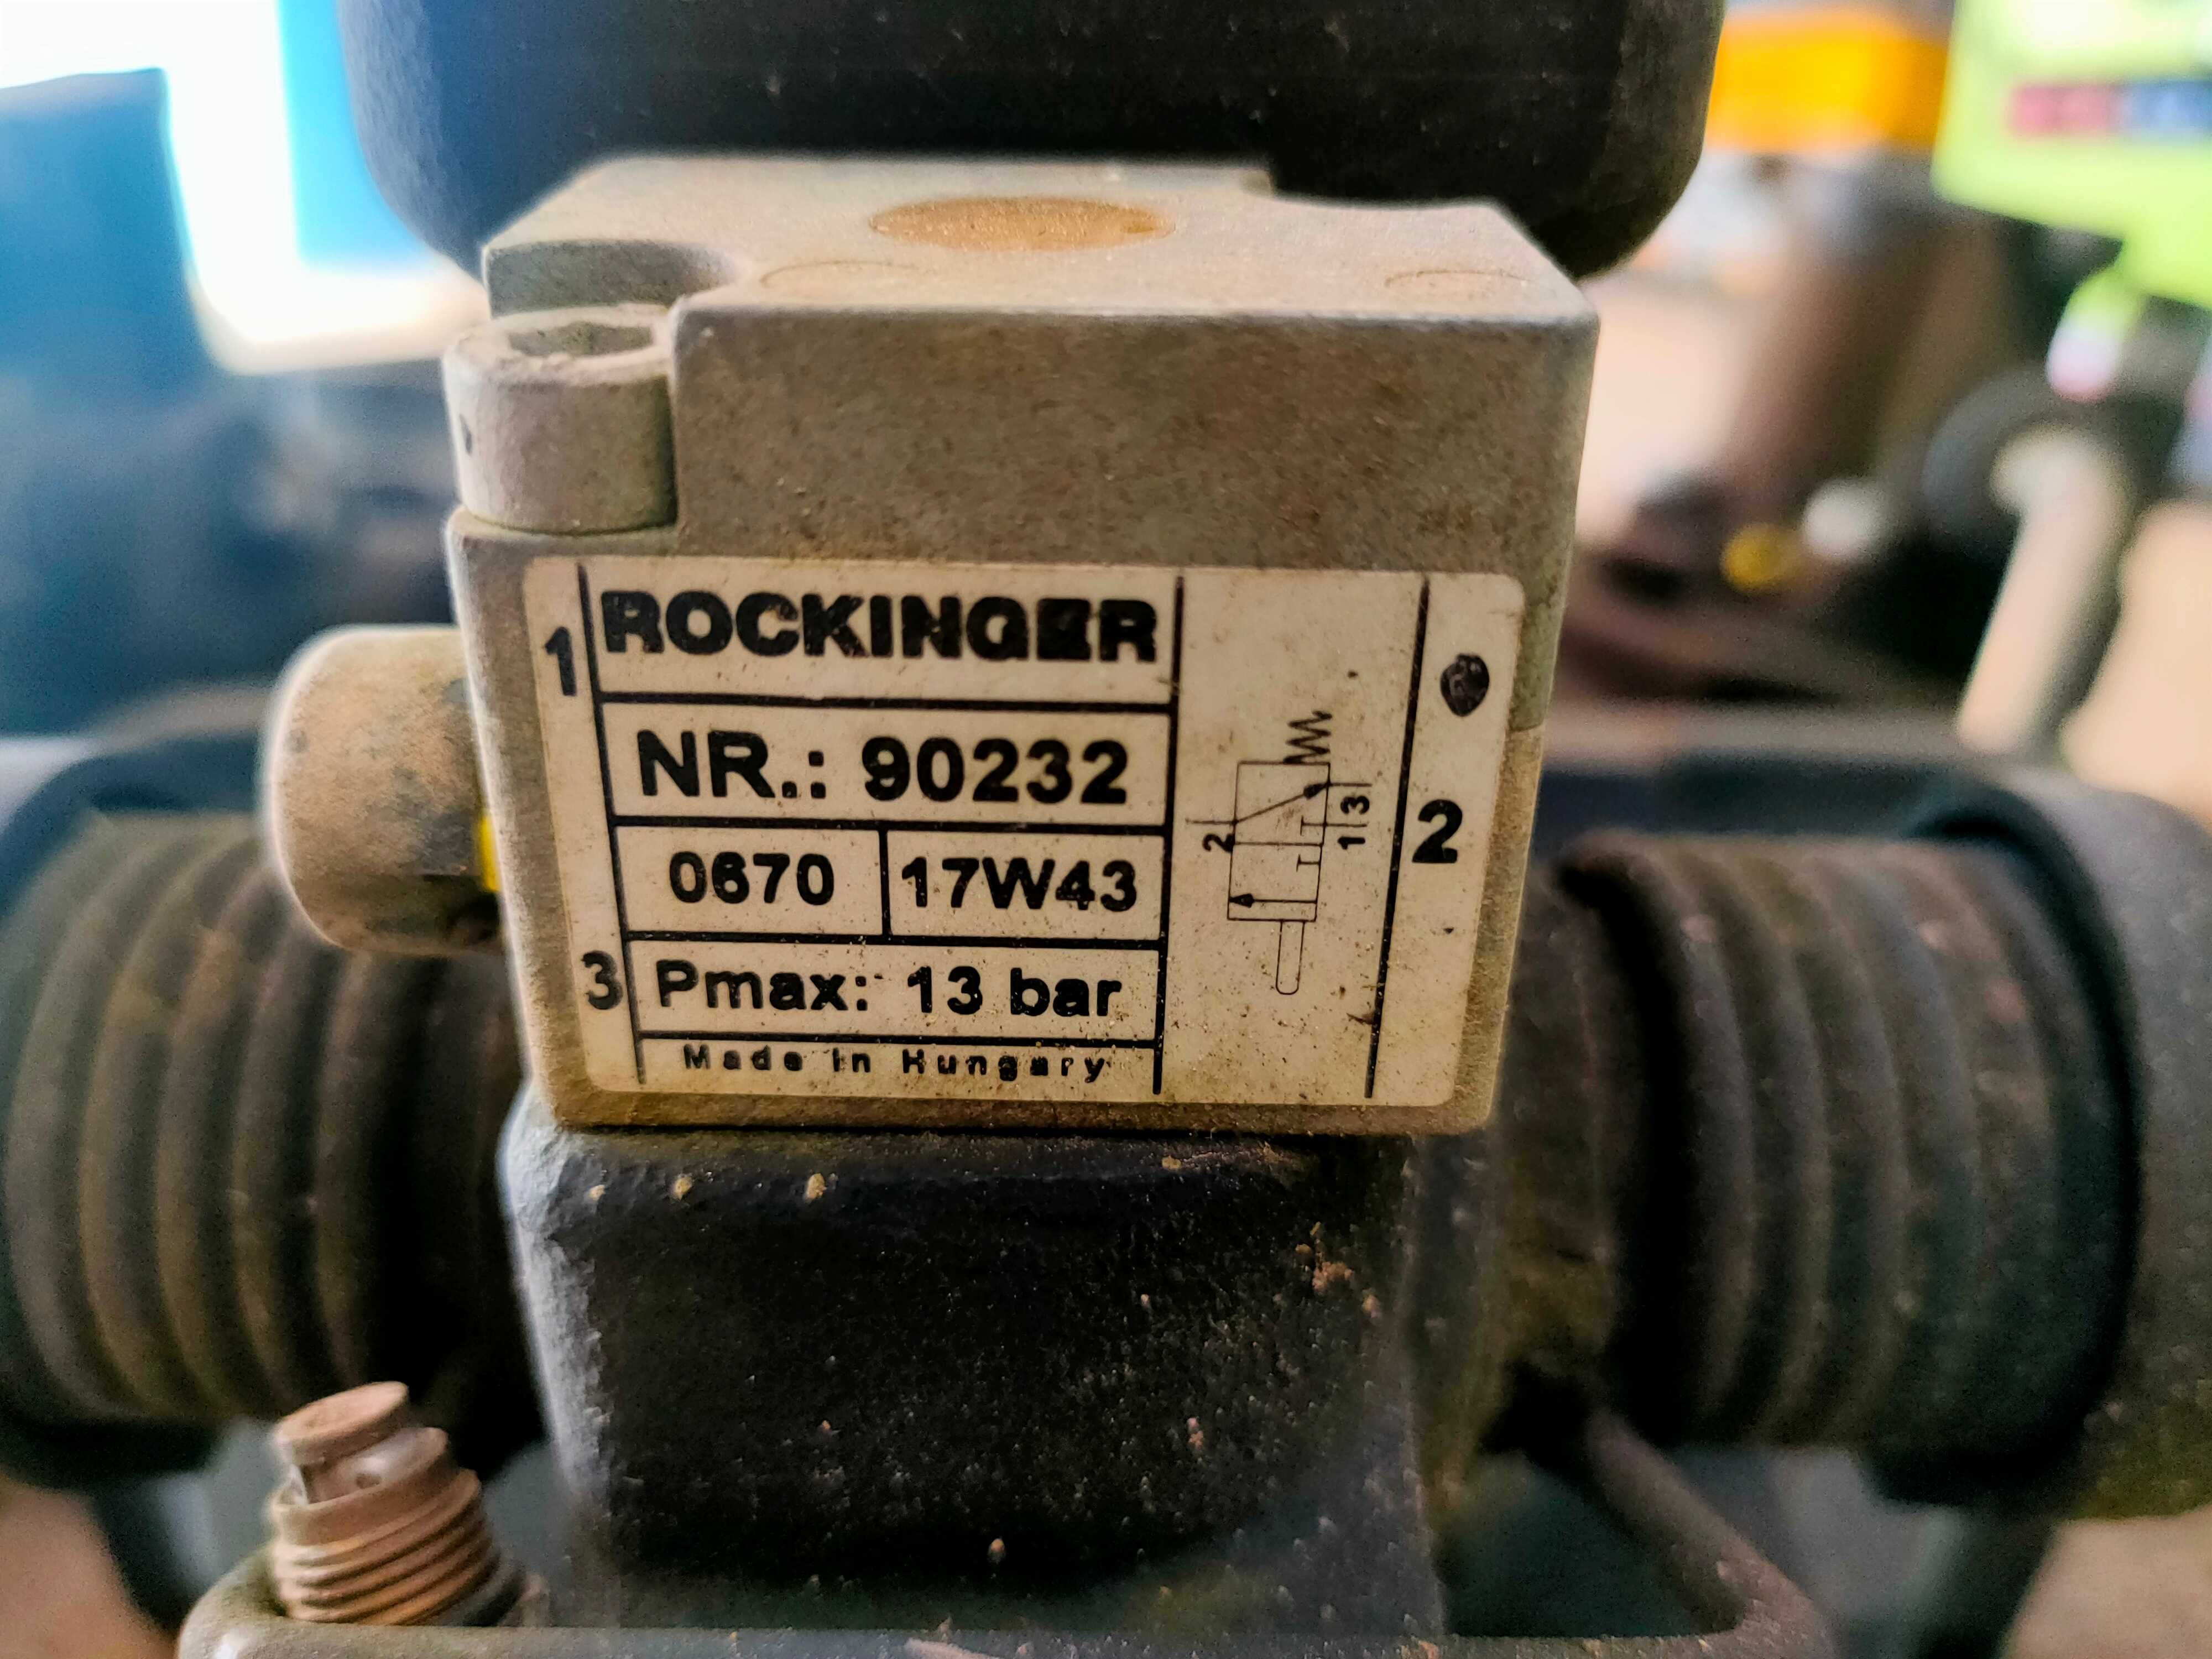 1
ROCKINGER
NR.: 90232
0670 17W43
3
Pmax: 13 bar
Made in Hungary
2
1 3
2